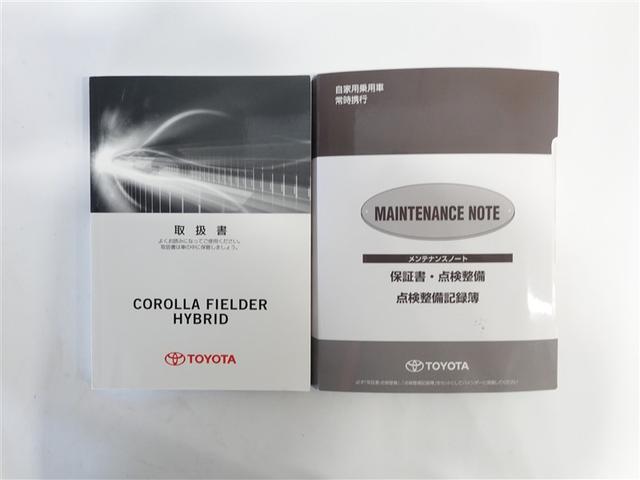 取扱書
よくお読みになってご使用ください。
取扱書は車の中に保管しましょう。
COROLLA FIELDER
HYBRID
TOYOTA
自家用乗用車
常時携行
MAINTENANCE NOTE
メンテナンスノート
保証書・点検整備
点検整備記録簿
TOYOTA